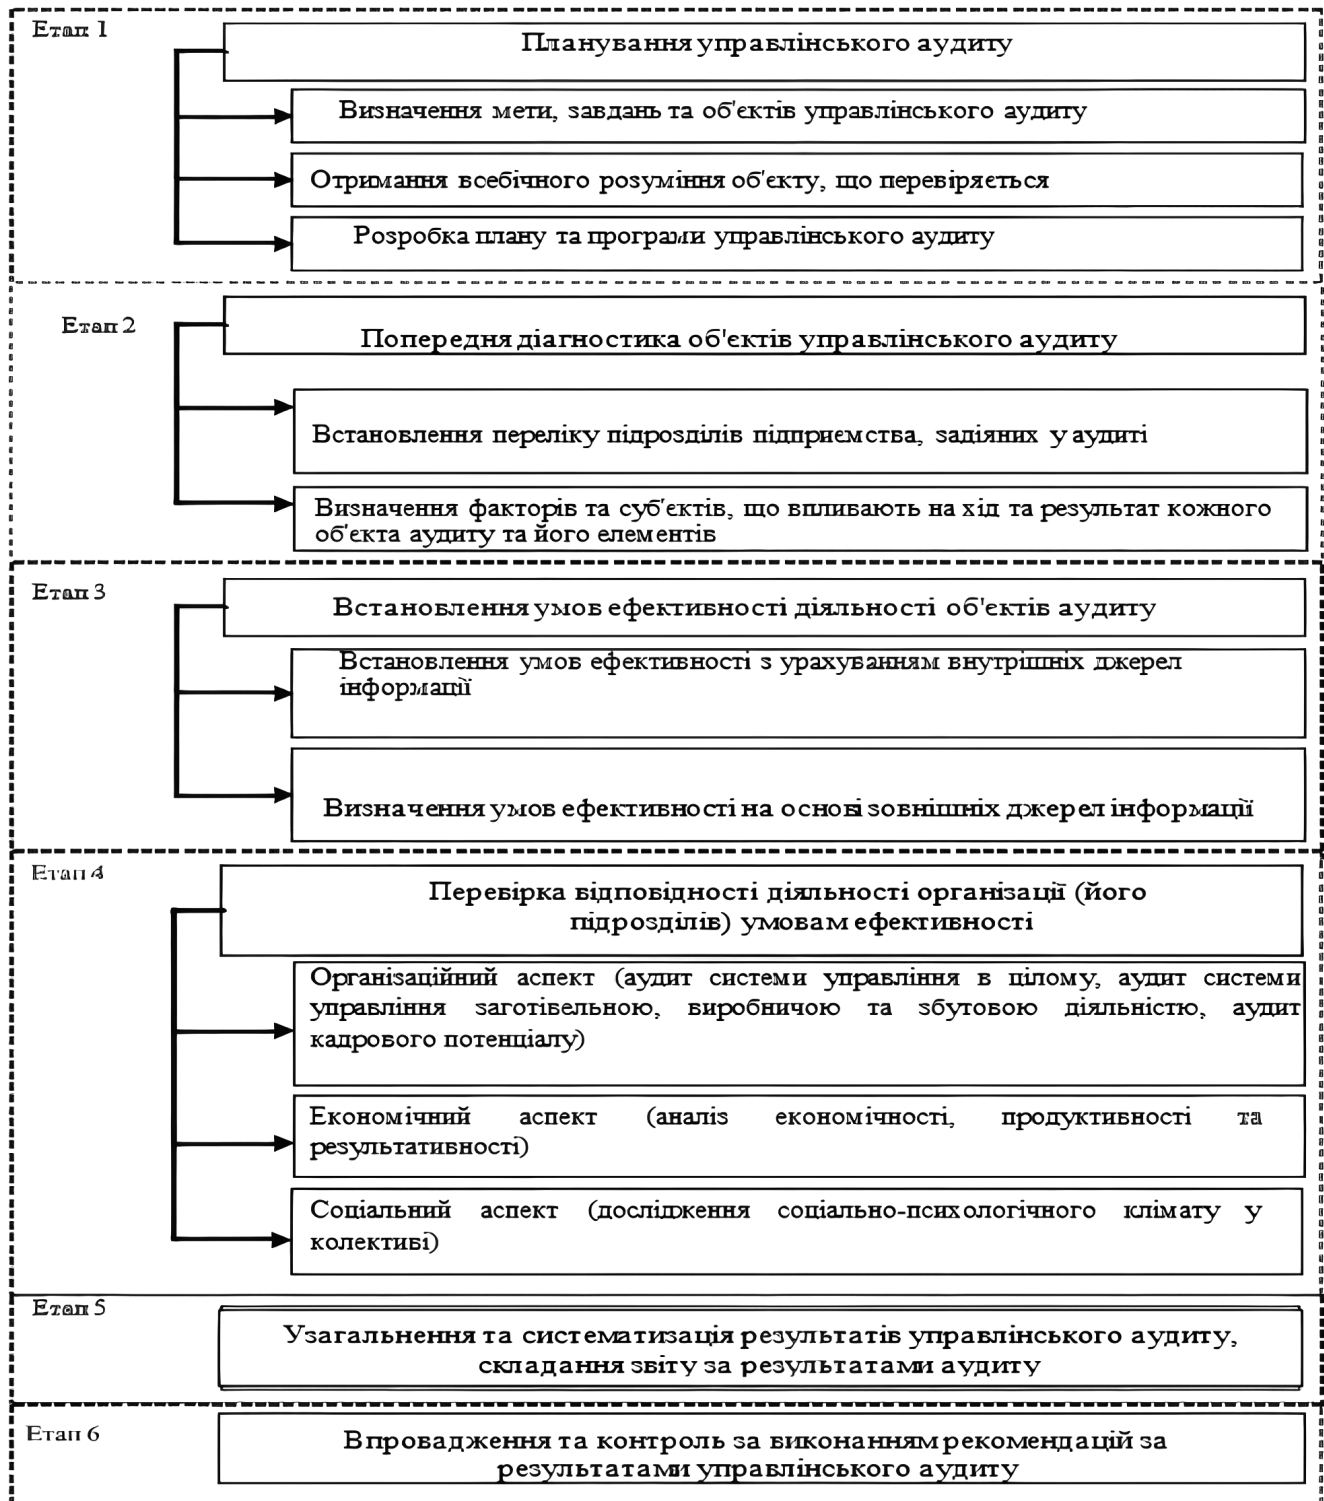 Етап 1
Планування управлінського аудиту
Визначення мети, завдань та об'єктів управлінського аудиту
Отримання всебічного розуміння об'єкту, що перевіряється
Розробка плану та програми управлінського аудиту
Етап 2
Попередня діагностика об'єктів управлінського аудиту
Встановлення переліку підрозділів підприємства, задіяних у аудиті
Визначення факторів та суб'єктів, що впливають на хід та результат кожного
об'єкта аудиту та його елементів
Етап 3
Встановлення умов ефективності діяльності об'єктів аудиту
Встановлення умов ефективності з урахуванням внутрішніх джерел
інформації
Визначення умов ефективності на основі зовнішніх джерел інформації
Етап 4
Перевірка відповідності діяльності організації (його
підрозділів) умовам ефективності
Організаційний аспект (аудит системи управління в цілому, аудит системи
управління заготівельною, виробничою та збутовою діяльністю, аудит
кадрового потенціалу)
Економічний аспект (аналіз економічності, продуктивності та
результативності)
Соціальний аспект (дослідження соціально-психологічного клімату у
колективі)
Етап 5
Узагальнення та систематизація результатів управлінського аудиту,
складання звіту за результатами аудиту
Етап 6
Впровадження та контроль за виконанням рекомендацій за
результатами управлінського аудиту